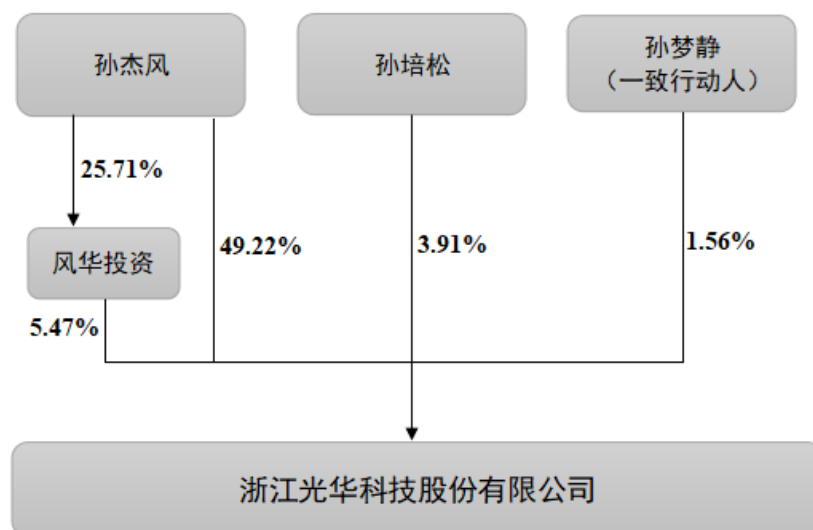 孙杰风
孙培松
孙梦静
（一致行动人）
25.71%
风华投资
49.22%
3.91%
1.56%
5.47%
浙江光华科技股份有限公司